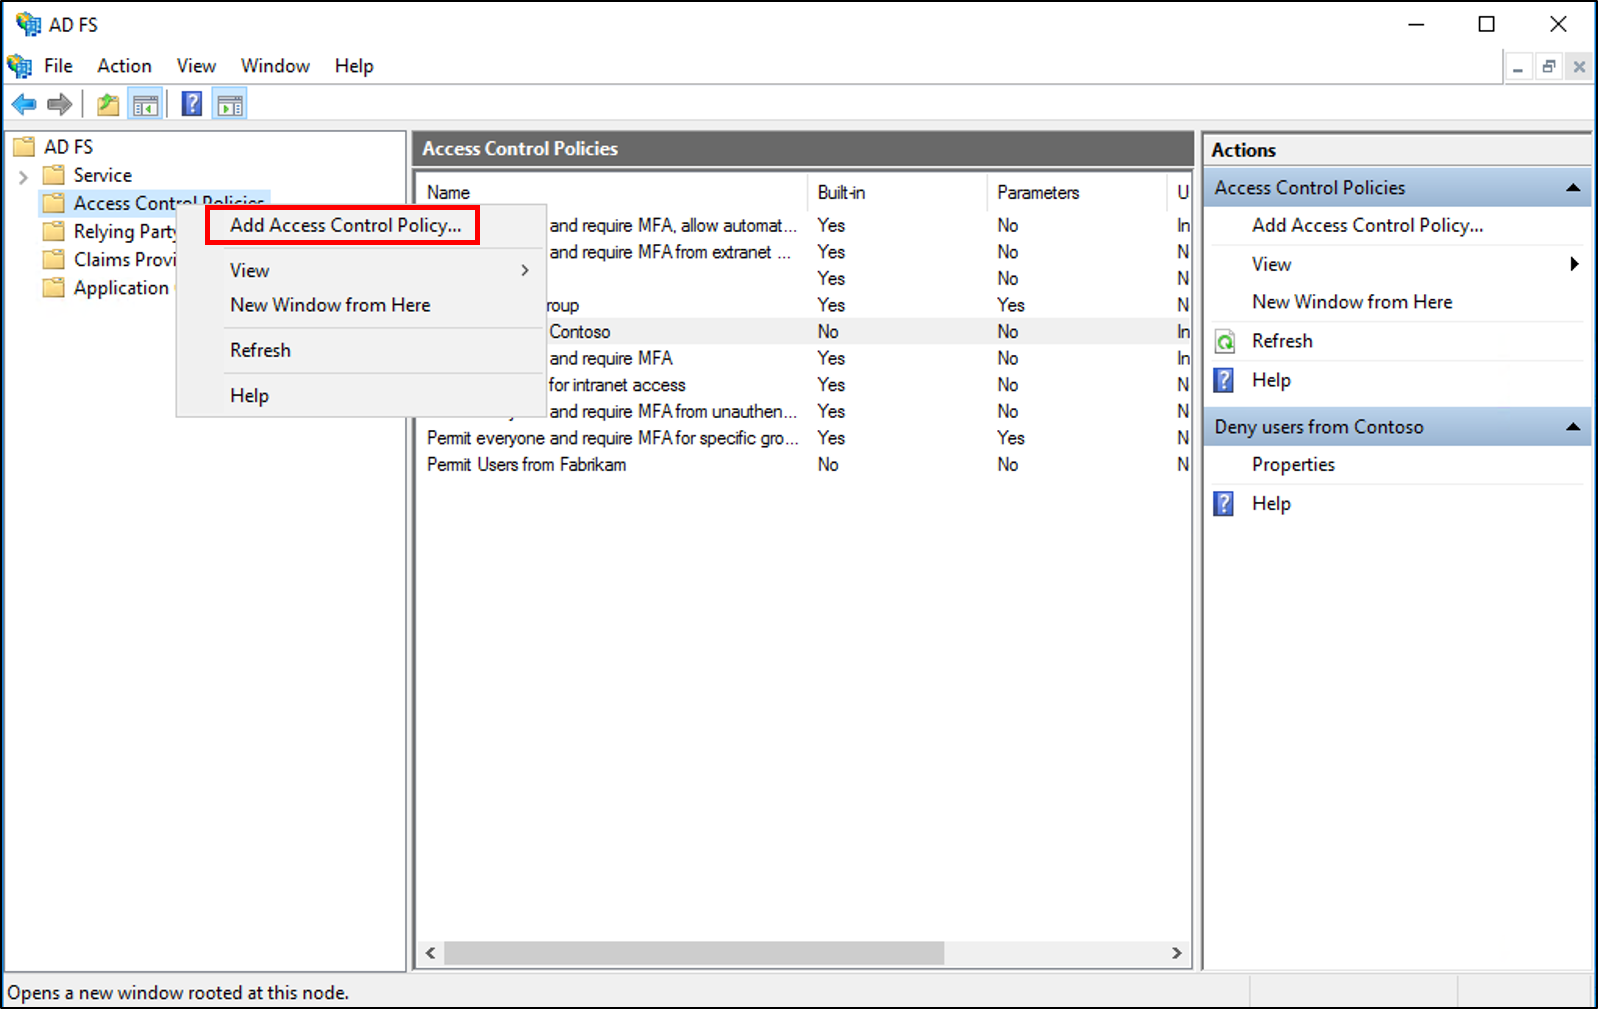 AD FS
File Action View Window Help
AD FS
Service
Access Control Policies
Relying Party
Claims Provi
Application
Add Access Control Policy...
View
New Window from Here
Refresh
Help
Access Control Policies
Name Built-in Parameters U
and require MFA, allow automat... Yes No In
and require MFA from extranet ... Yes No N
Yes No N
roup Yes Yes N
Contoso No No In
and require MFA Yes No In
for intranet access Yes No N
and require MFA from unauthen... Yes No N
Permit everyone and require MFA for specific gro... Yes Yes N
Permit Users from Fabrikam No No N
Actions
Access Control Policies
Add Access Control Policy...
View
New Window from Here
Refresh
Help
Deny users from Contoso
Properties
Help
Opens a new window rooted at this node.